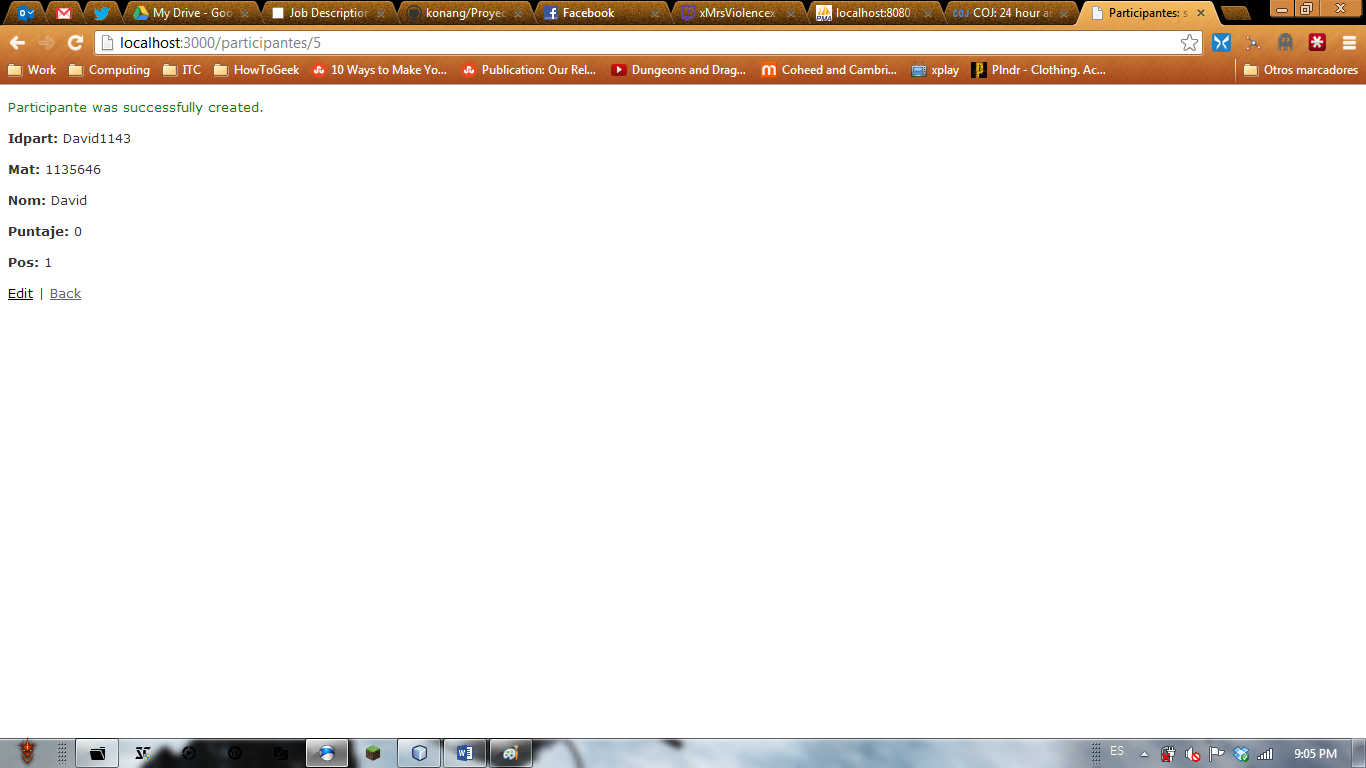 My Drive - Goo Job Description konang/Proyec Facebook xMrsViolencex localhost:8080 COJ: 24 hour a Participantes: s
localhost:3000/participantes/5
Work Computing ITC HowToGeek 10 Ways to Make Yo... Publication: Our Rel... Dungeons and Drag... Coheed and Cambri... xplay Plndr - Clothing. Ac... Otros marcadores
Participante was successfully created.
Idpart: David1143
Mat: 1135646
Nom: David
Puntaje: 0
Pos: 1
Edit | Back
ES 9:05 PM